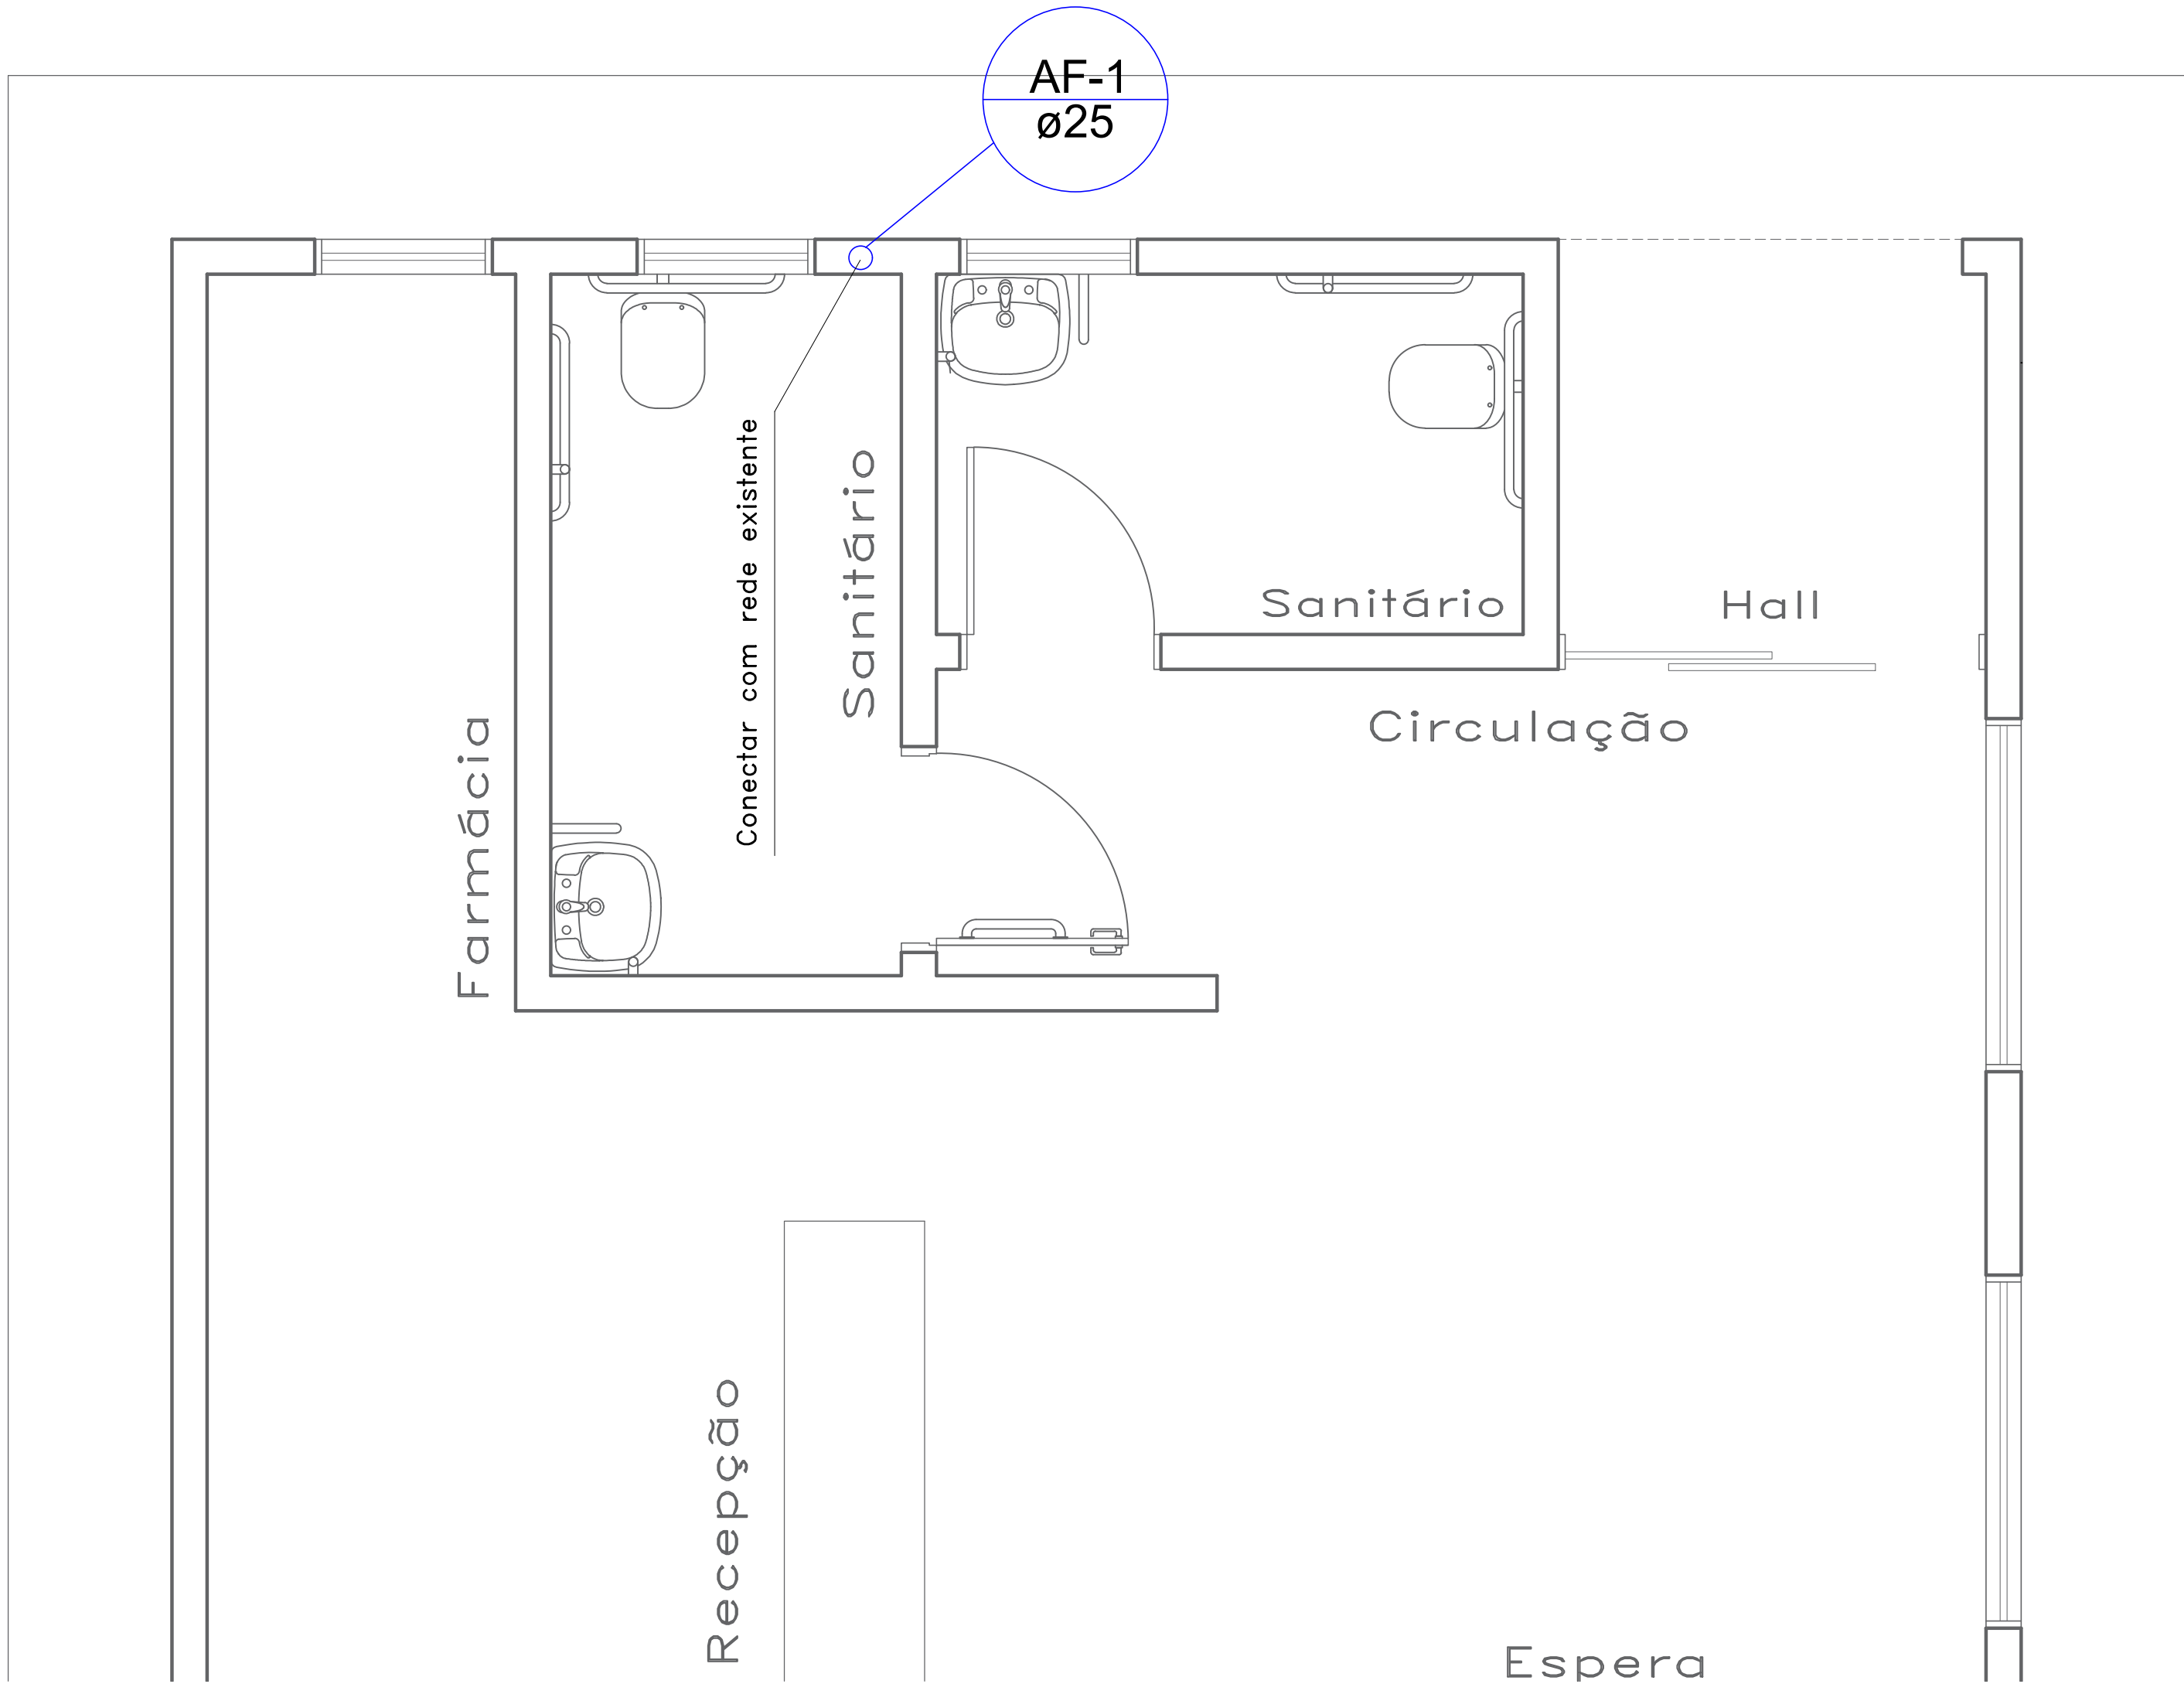 AF-1
ø25
Conectar com rede existente
Sanitário
Sanitário
Hall
Circulação
Farmácia
Recepção
Espera